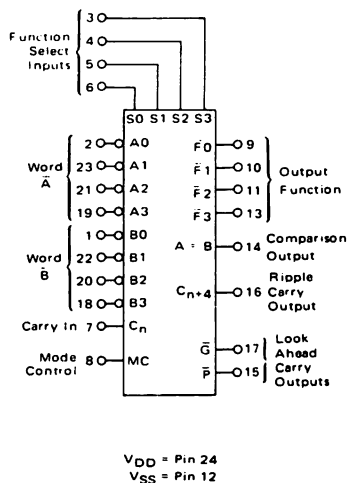 Function
Select
Inputs
3
4
5
6
S0 S1 S2 S3
Word
A̅
2 A0
23 A1
21 A2
19 A3
Word
B̅
1 B0
22 B1
20 B2
18 B3
Carry In 7 Cn
Mode
Control 8 MC
F̅0 9
F̅1 10
F̅2 11
F̅3 13
Output
Function
A = B 14 Comparison
Output
Cn+4 16 Ripple
Carry
Output
G̅ 17
P̅ 15
Look
Ahead
Carry
Outputs
VDD = Pin 24
VSS = Pin 12